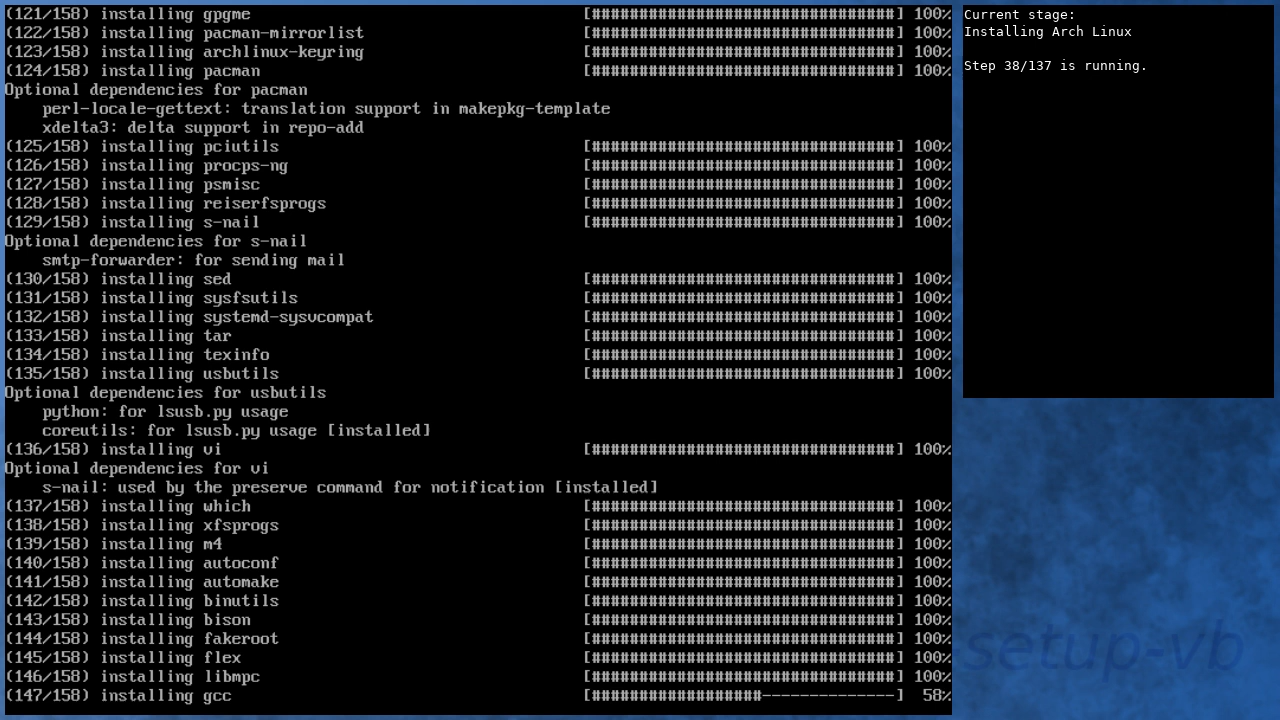 (121/158) installing gpgme [################################] 100%
(122/158) installing pacman-mirrorlist [################################] 100%
(123/158) installing archlinux-keyring [################################] 100%
(124/158) installing pacman [################################] 100%
Optional dependencies for pacman
    perl-locale-gettext: translation support in makepkg-template
    xdelta3: delta support in repo-add
(125/158) installing pciutils [################################] 100%
(126/158) installing procps-ng [################################] 100%
(127/158) installing psmisc [################################] 100%
(128/158) installing reiserfsprogs [################################] 100%
(129/158) installing s-nail [################################] 100%
Optional dependencies for s-nail
    smtp-forwarder: for sending mail
(130/158) installing sed [################################] 100%
(131/158) installing sysfsutils [################################] 100%
(132/158) installing systemd-sysvcompat [################################] 100%
(133/158) installing tar [################################] 100%
(134/158) installing texinfo [################################] 100%
(135/158) installing usbutils [################################] 100%
Optional dependencies for usbutils
    python: for lsusb.py usage
    coreutils: for lsusb.py usage [installed]
(136/158) installing vi [################################] 100%
Optional dependencies for vi
    s-nail: used by the preserve command for notification [installed]
(137/158) installing which [################################] 100%
(138/158) installing xfsprogs [################################] 100%
(139/158) installing m4 [################################] 100%
(140/158) installing autoconf [################################] 100%
(141/158) installing automake [################################] 100%
(142/158) installing binutils [################################] 100%
(143/158) installing bison [################################] 100%
(144/158) installing fakeroot [################################] 100%
(145/158) installing flex [################################] 100%
(146/158) installing libmpc [################################] 100%
(147/158) installing gcc [##################--------------] 58%
Current stage:
Installing Arch Linux
Step 38/137 is running.
setup-vb